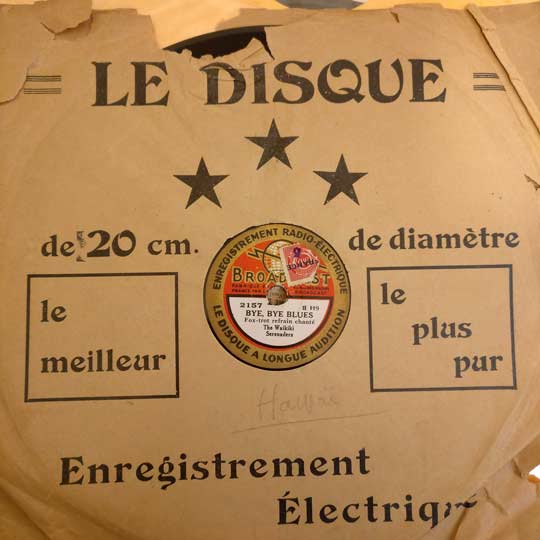 LE DISQUE
de 20 cm. de diamètre
le meilleur
le plus pur
ENREGISTREMENT RADIO-ÉLECTRIQUE
BROADCAST
2157
B 119
BYE, BYE BLUES
Fox-trot refrain chanté
The Waikiki
Serenaders
LE DISQUE A LONGUE AUDITION
Enregistrement
Électriq